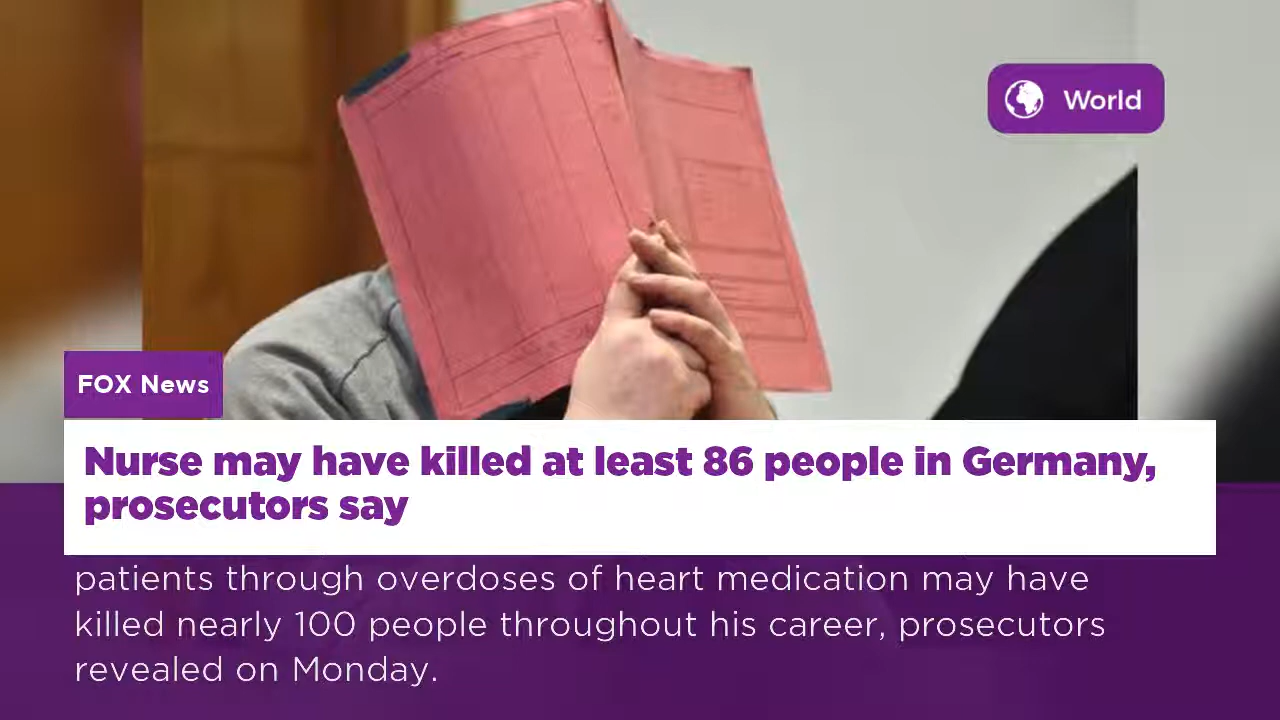 World
FOX News
Nurse may have killed at least 86 people in Germany,
prosecutors say
patients through overdoses of heart medication may have
killed nearly 100 people throughout his career, prosecutors
revealed on Monday.